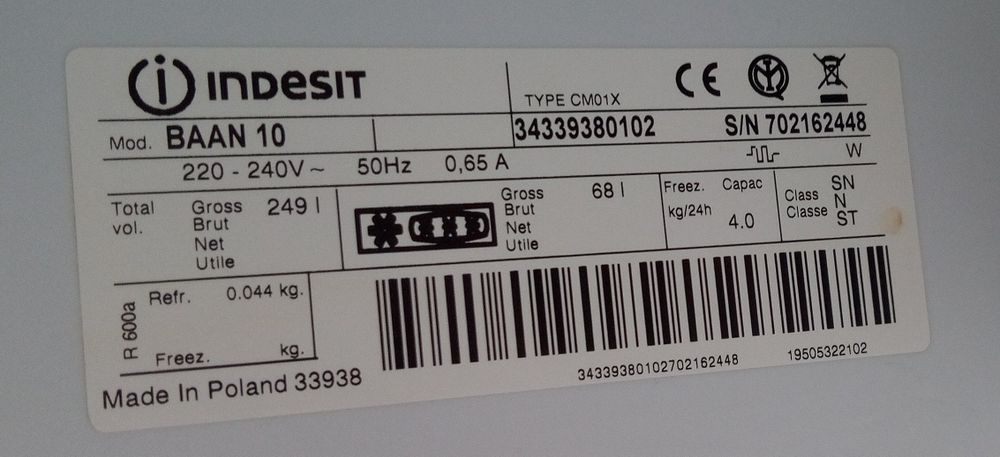 INDESIT
TYPE CM01X
CE
Mod. BAAN 10
34339380102 S/N 702162448
220 - 240V ~ 50Hz 0,65 A W
Total vol.
Gross 249 l
Brut
Net
Utile
Gross 68 l
Brut
Net
Utile
Freez. Capac
kg/24h 4.0
Class
Classe
SN
N
ST
R 600a
Refr. 0.044 kg.
Freez. kg.
34339380102702162448 19505322102
Made In Poland 33938